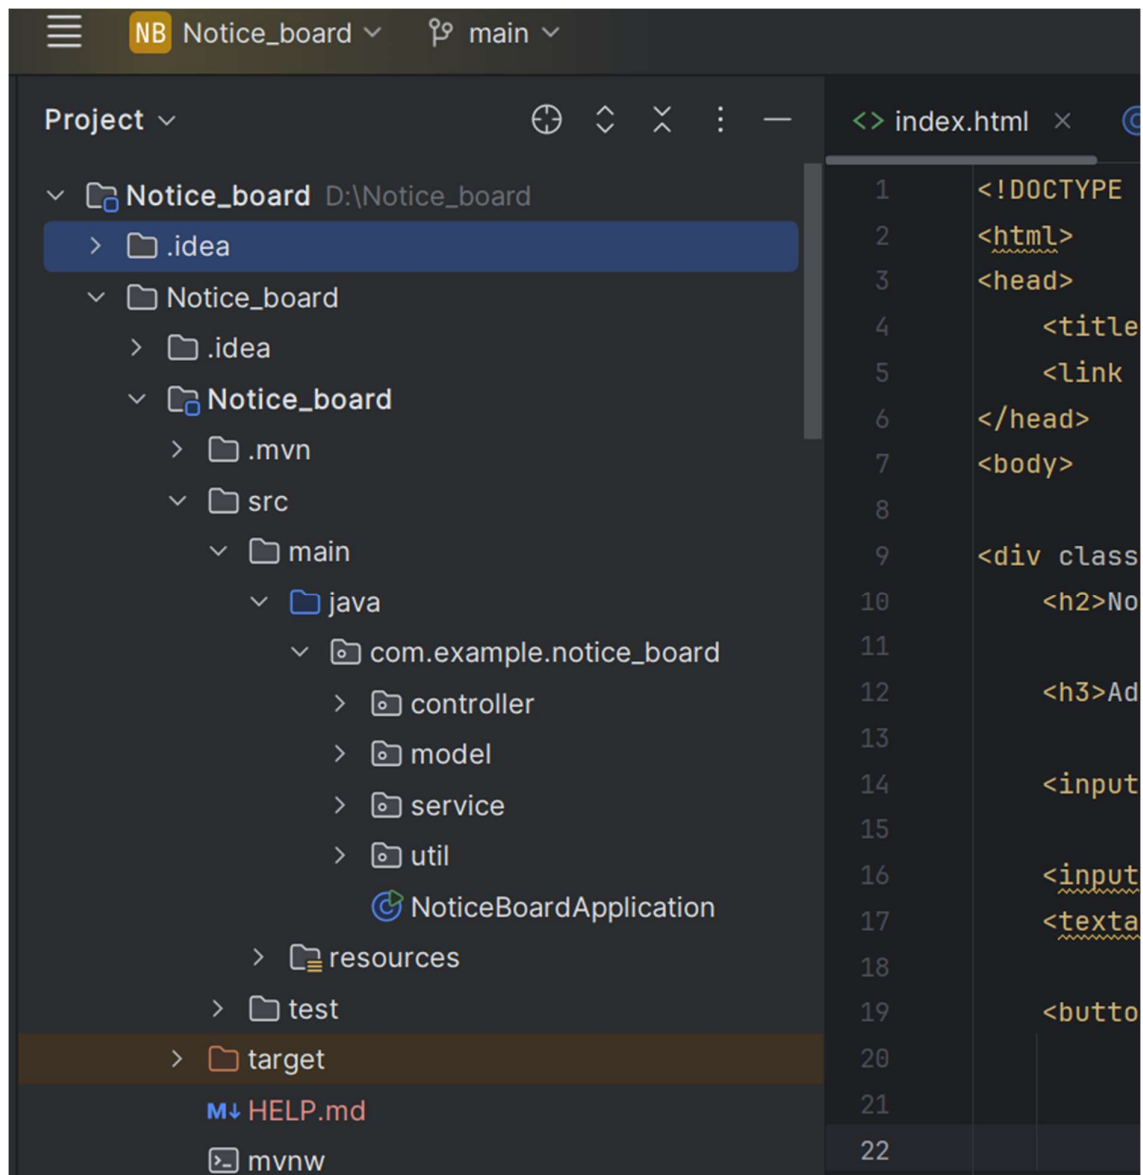 NB Notice_board main
Project
Notice_board D:\Notice_board
.idea
Notice_board
.idea
Notice_board
.mvn
src
main
java
com.example.notice_board
controller
model
service
util
NoticeBoardApplication
resources
test
target
M↓ HELP.md
mvnw
<> index.html
1 <!DOCTYPE
2 <html>
3 <head>
4 <title
5 <link
6 </head>
7 <body>
8
9 <div class
10 <h2>No
11
12 <h3>Ad
13
14 <input
15
16 <input
17 <texta
18
19 <butto
20
21
22